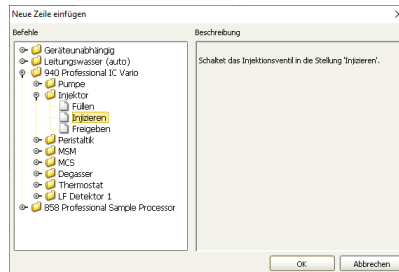 Neue Zeile einfügen
Befehle
Beschreibung
Geräteunabhängig
Leitungswasser (auto)
940 Professional IC Vario
Pumpe
Injektor
Füllen
Injizieren
Freigeben
Peristaltik
MSM
MCS
Degasser
Thermostat
LF Detektor 1
858 Professional Sample Processor
Schaltet das Injektionsventil in die Stellung 'Injizieren'.
OK
Abbrechen